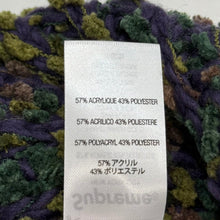 57% ACRYLIQUE 43% POLYESTER
57% ACRILICO 43% POLIESTERE
57% POLYACRYL 43% POLYESTER
57% アクリル
43% ポリエステル
Supreme